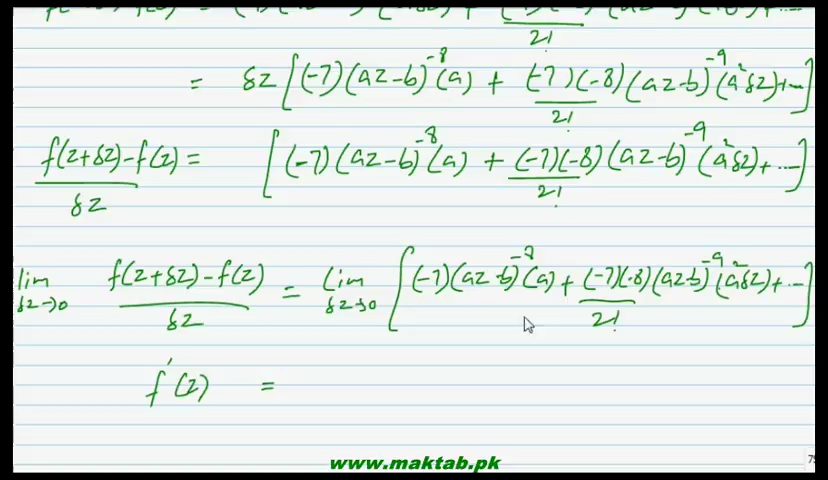 2!
= δz [(-7)(az-b)^-8 (a) + (-7)(-8)/2! (az-b)^-9 (a²δz)+...]
f(z+δz)-f(z)/δz = [(-7)(az-b)^-8 (a) + (-7)(-8)/2! (az-b)^-9 (a²δz)+...]
lim δz→0 f(z+δz)-f(z)/δz = Lim δz→0 [(-7)(az-b)^-8 (a) + (-7)(-8)/2! (az-b)^-9 (a²δz)+...]
f'(z) =
www.maktab.pk